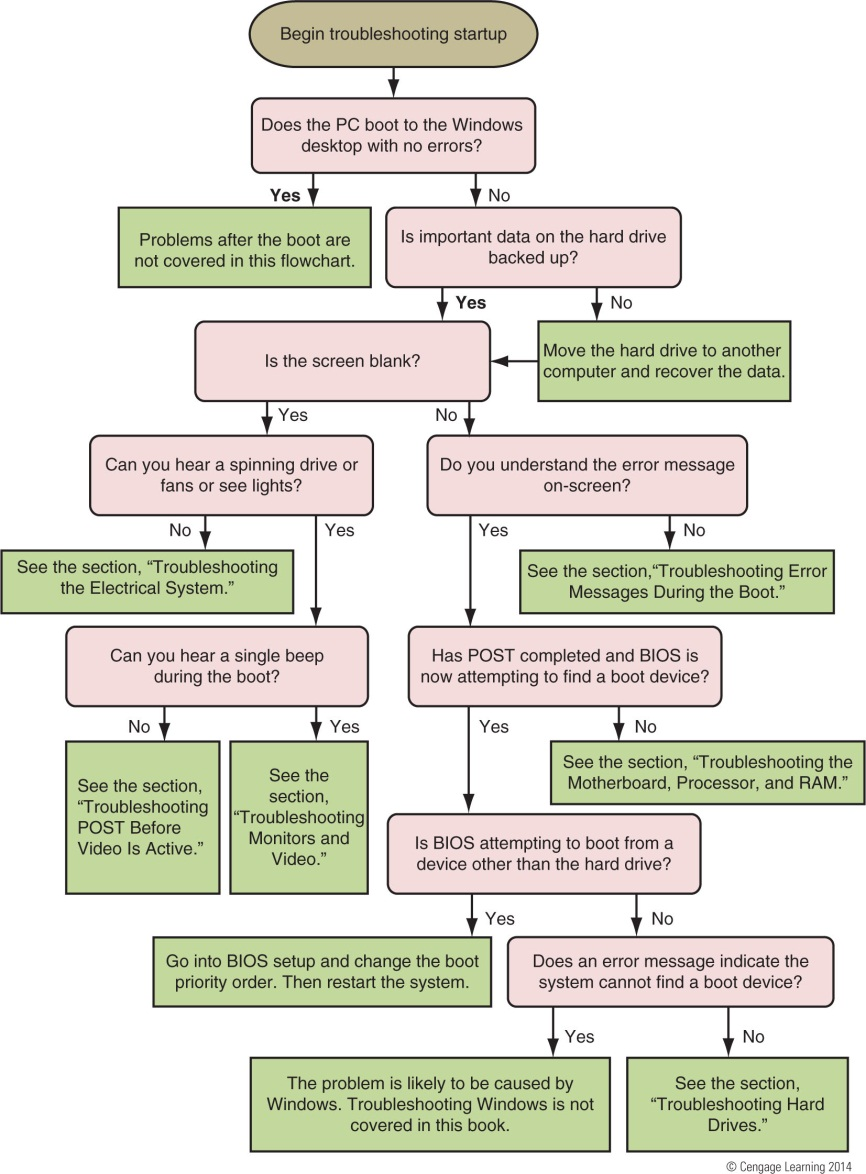 Begin troubleshooting startup
Does the PC boot to the Windows
desktop with no errors?
Yes
No
Problems after the boot are
not covered in this flowchart.
Is important data on the hard drive
backed up?
Yes
No
Is the screen blank?
Move the hard drive to another
computer and recover the data.
Yes
No
Can you hear a spinning drive or
fans or see lights?
Do you understand the error message
on-screen?
No
Yes
Yes
No
See the section, “Troubleshooting
the Electrical System.”
See the section,“Troubleshooting Error
Messages During the Boot.”
Can you hear a single beep
during the boot?
Has POST completed and BIOS is
now attempting to find a boot device?
No
Yes
Yes
No
See the section,
“Troubleshooting
POST Before
Video Is Active.”
See the
section,
“Troubleshooting
Monitors and
Video.”
See the section, “Troubleshooting the
Motherboard, Processor, and RAM.”
Is BIOS attempting to boot from a
device other than the hard drive?
Yes
No
Go into BIOS setup and change the boot
priority order. Then restart the system.
Does an error message indicate the
system cannot find a boot device?
Yes
No
The problem is likely to be caused by
Windows. Troubleshooting Windows is not
covered in this book.
See the section,
“Troubleshooting Hard
Drives.”
© Cengage Learning 2014